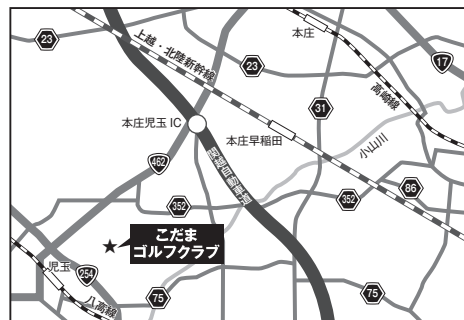 本庄
23
上越・北陸新幹線
23
17
高崎線
31
本庄児玉 IC
本庄早稲田
小山川
462
関越自動車道
352
352
86
こだま
ゴルフクラブ
児玉
254
八高線
75
75